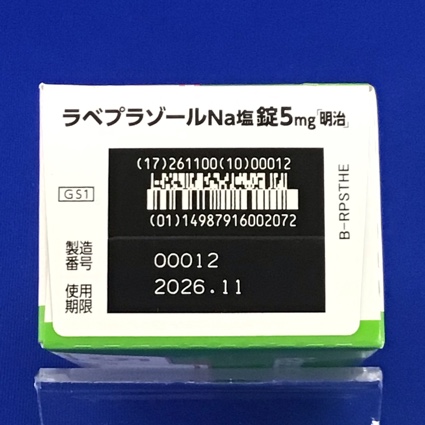 ラベプラゾールNa塩錠5mg「明治」
(17)261100(10)00012
GS1
(01)14987916002072
B-RPSTHE
製造番号 00012
使用期限 2026.11